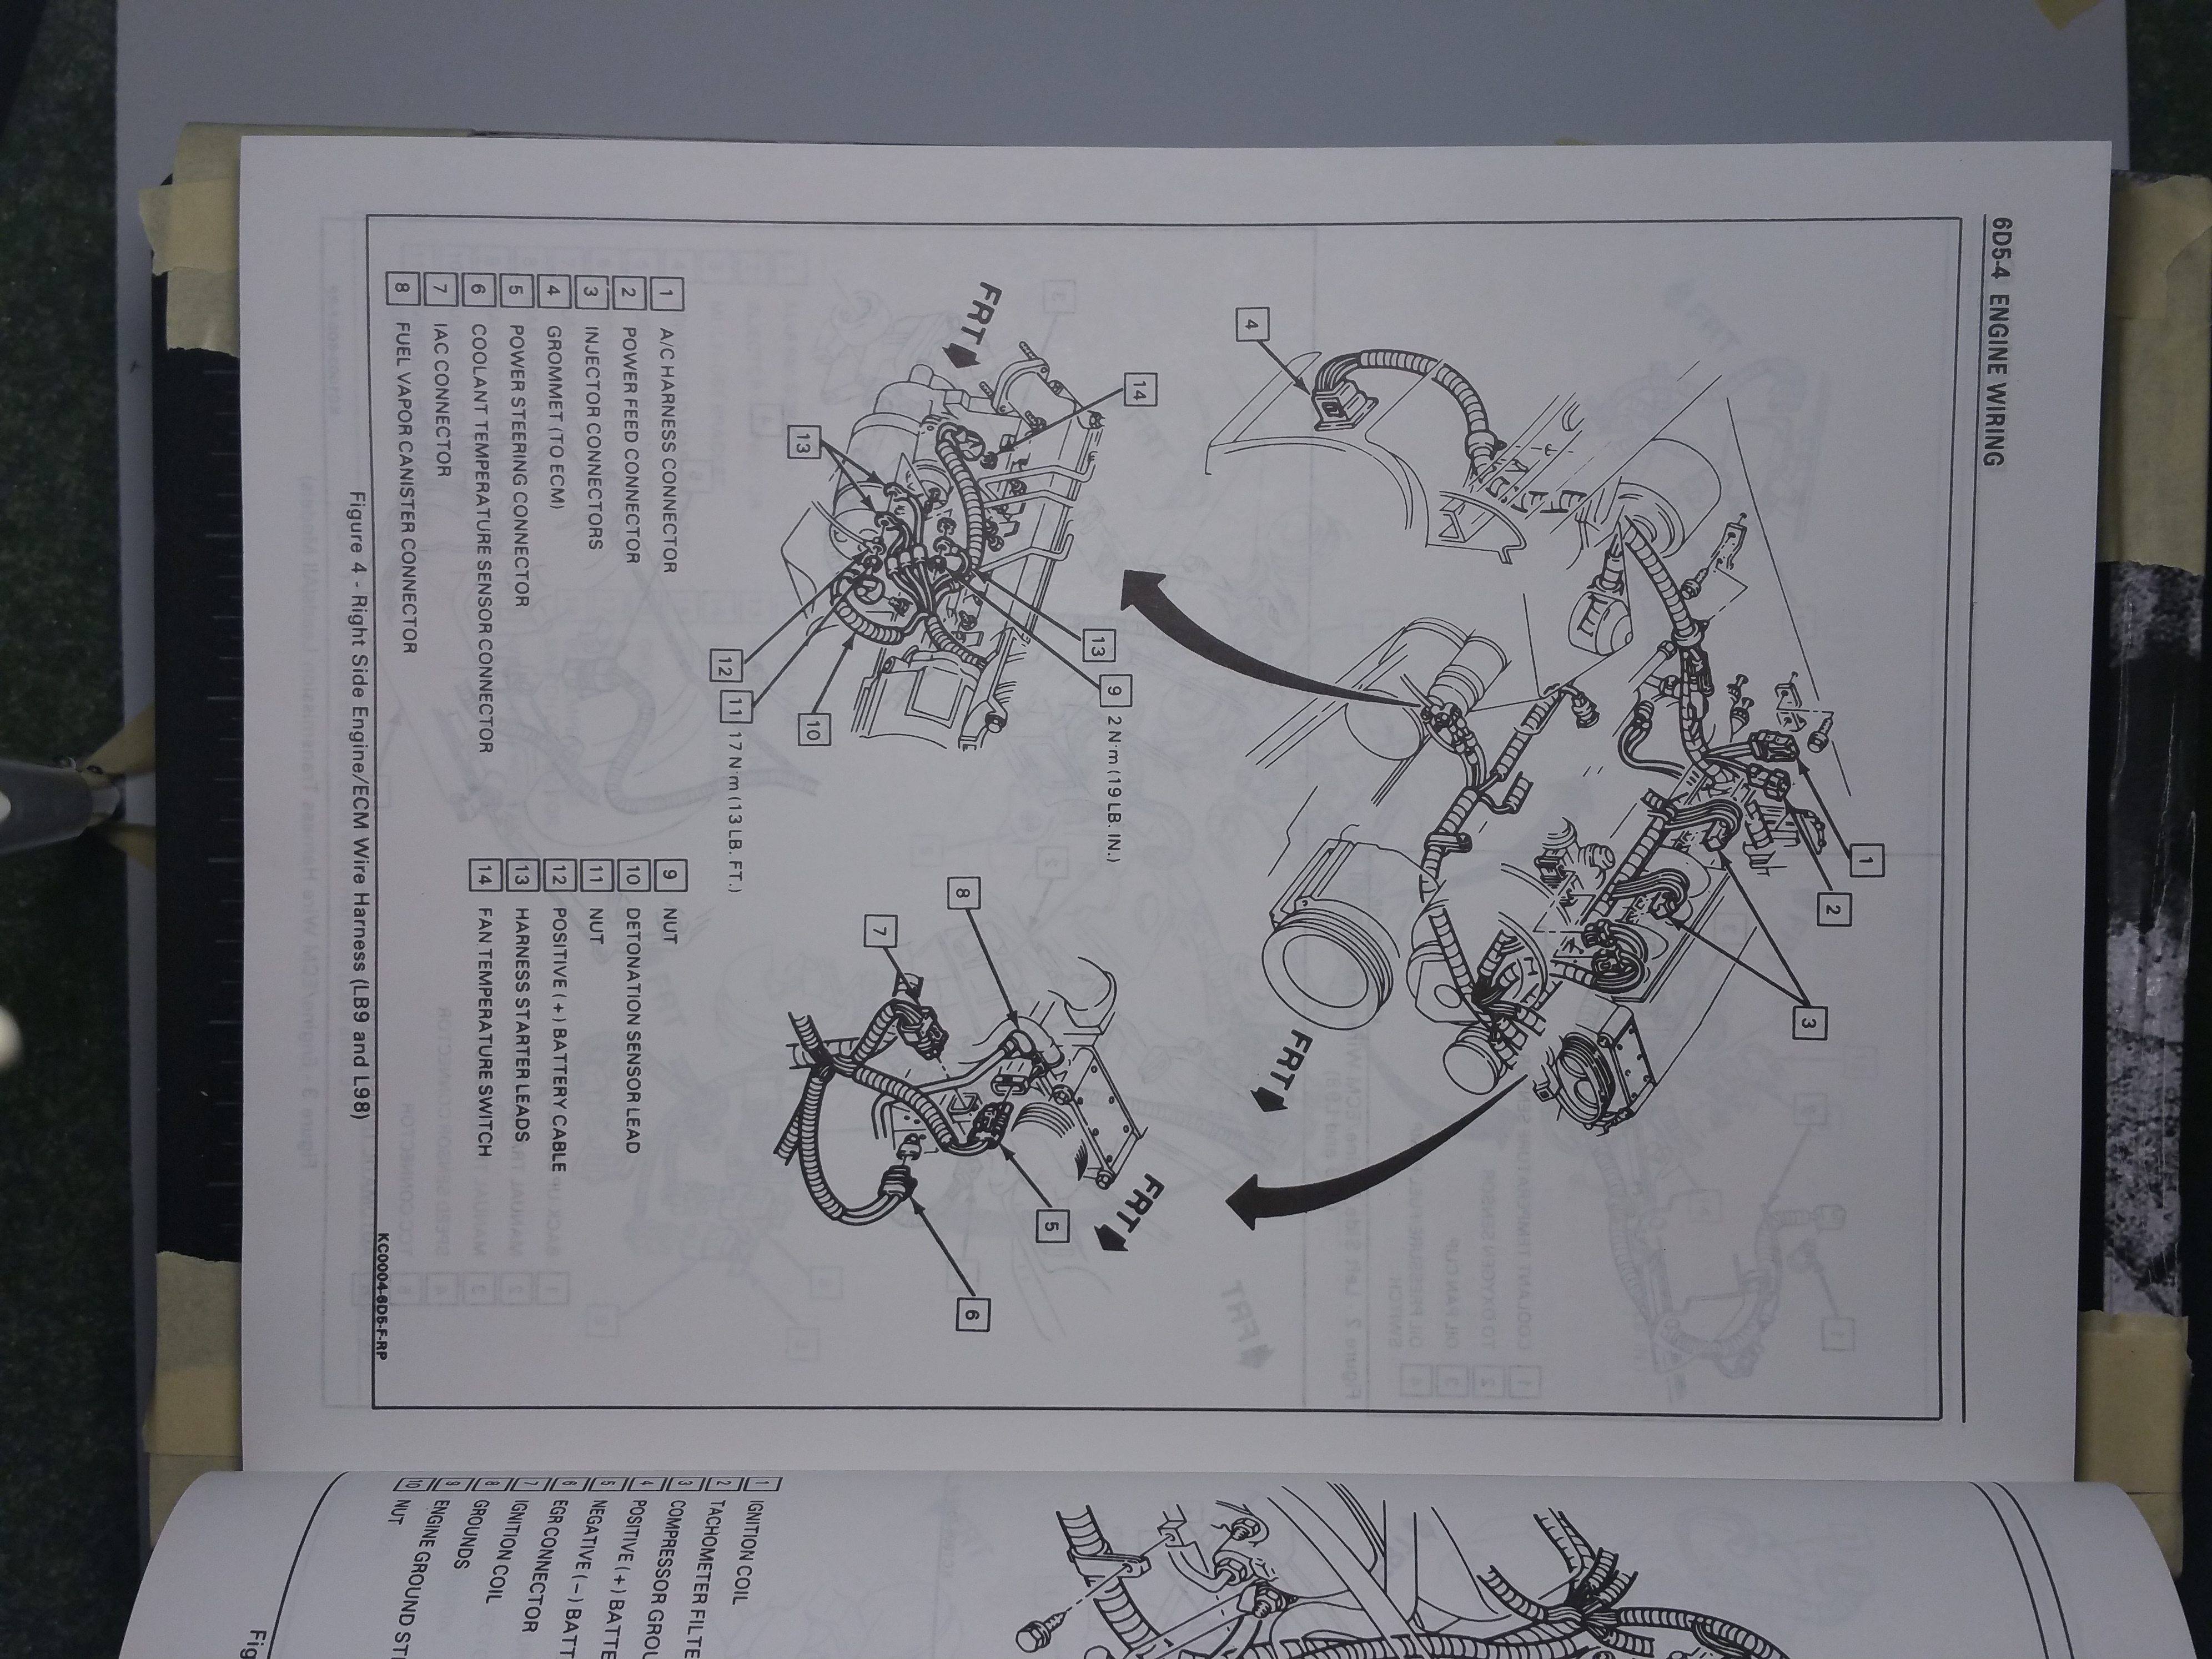 6D5-4 ENGINE WIRING
1
2
3
4
FRT
14
13
13
9 2 N·m (19 LB. IN.)
12
11 17 N·m (13 LB. FT.)
10
FRT
FRT
5
6
7
8
1 A/C HARNESS CONNECTOR
2 POWER FEED CONNECTOR
3 INJECTOR CONNECTORS
4 GROMMET (TO ECM)
5 POWER STEERING CONNECTOR
6 COOLANT TEMPERATURE SENSOR CONNECTOR
7 IAC CONNECTOR
8 FUEL VAPOR CANISTER CONNECTOR
9 NUT
10 DETONATION SENSOR LEAD
11 NUT
12 POSITIVE (+) BATTERY CABLE
13 HARNESS STARTER LEADS
14 FAN TEMPERATURE SWITCH
KC0004-6D5-F-RP
Figure 4 - Right Side Engine/ECM Wire Harness (LB9 and L98)
1 IGNITION COIL
2 TACHOMETER FILTE
3 COMPRESSOR GROU
4 POSITIVE (+) BATTE
5 NEGATIVE (−) BATT
6 EGR CONNECTOR
7 IGNITION COIL
8 GROUNDS
9 ENGINE GROUND ST
10 NUT
Fig